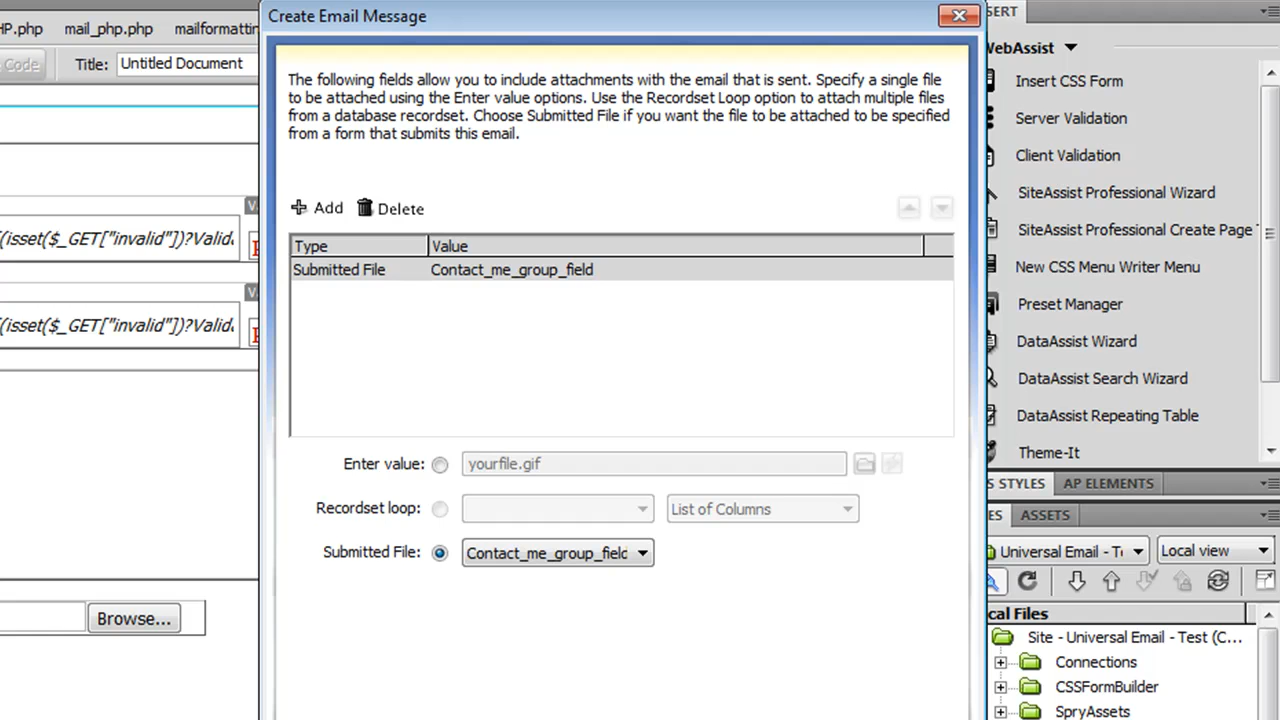 Create Email Message
HP.php mail_php.php mailformattin
Code
Title: Untitled Document
The following fields allow you to include attachments with the email that is sent. Specify a single file
to be attached using the Enter value options. Use the Recordset Loop option to attach multiple files
from a database recordset. Choose Submitted File if you want the file to be attached to be specified
from a form that submits this email.
Add Delete
Type Value
Submitted File Contact_me_group_field
(isset($_GET["invalid"])?Valida
(isset($_GET["invalid"])?Valida
Enter value: yourfile.gif
Recordset loop: List of Columns
Submitted File: Contact_me_group_field
Browse...
SERT
WebAssist
Insert CSS Form
Server Validation
Client Validation
SiteAssist Professional Wizard
SiteAssist Professional Create Page
New CSS Menu Writer Menu
Preset Manager
DataAssist Wizard
DataAssist Search Wizard
DataAssist Repeating Table
Theme-It
S STYLES AP ELEMENTS
ES ASSETS
Universal Email - Te Local view
cal Files
Site - Universal Email - Test (C...
Connections
CSSFormBuilder
SpryAssets